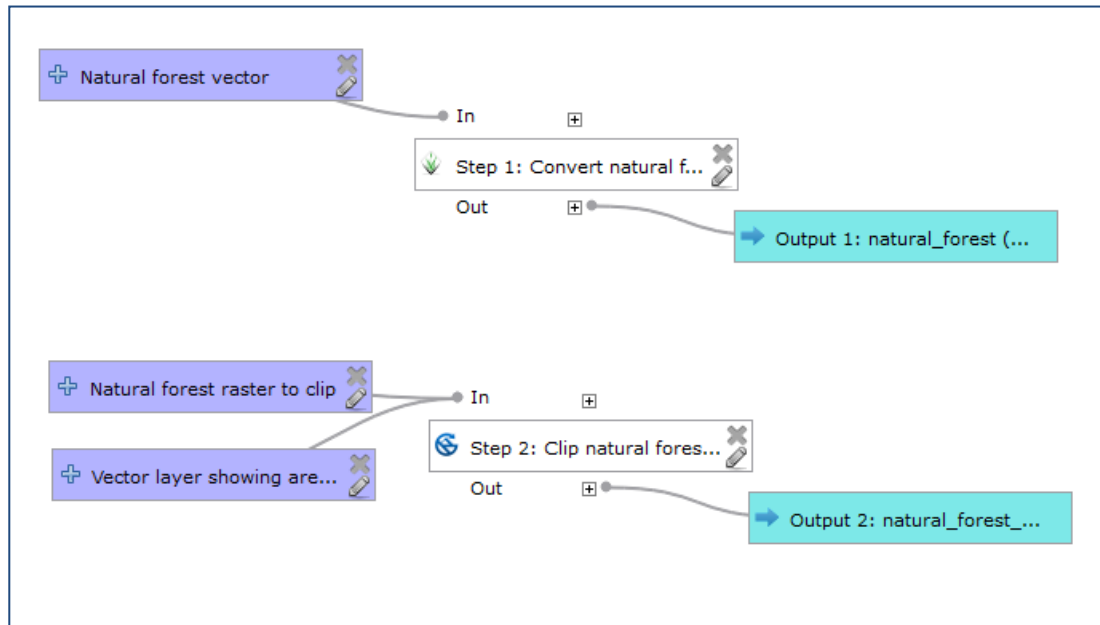 Natural forest vector
In
Step 1: Convert natural f...
Out
Output 1: natural_forest (...
Natural forest raster to clip
In
Step 2: Clip natural fores...
Vector layer showing are...
Out
Output 2: natural_forest_...